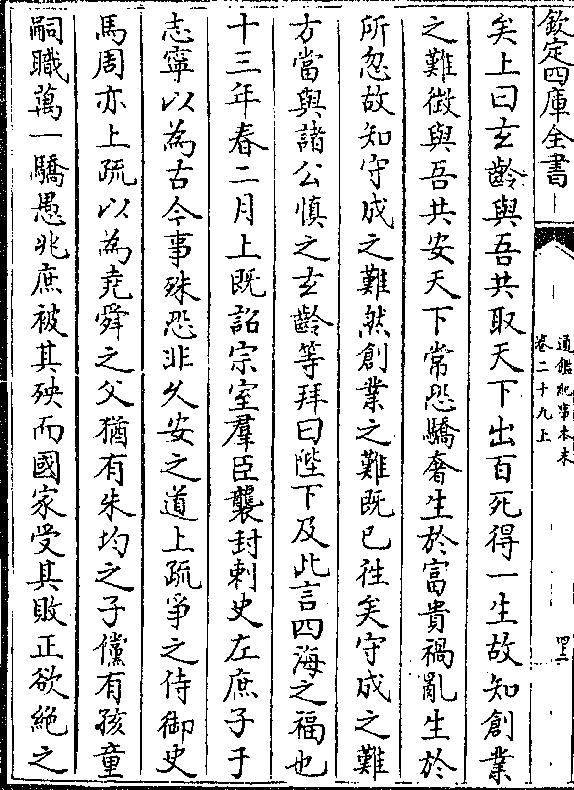 欽定四庫全書
通鑑紀事本末
卷二十九上
矣上曰玄齡與吾共取天下出百死得一生故知創業
之難徵與吾共安天下常恐驕奢生於富貴禍亂生於
所忽故知守成之難然創業之難既已徃矣守成之難
方當與諸公慎之玄齡等拜曰陛下及此言四海之福也
十三年春二月上既詔宗室羣臣襲封刺史左庶子于
志寧以為古今事殊恐非久安之道上疏爭之侍御史
馬周亦上疏以為堯舜之父猶有朱均之子儻有孩童
嗣職萬一驕愚兆庶被其殃而國家受其敗正欲絶之